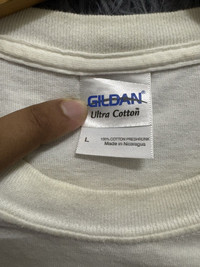 GILDAN®
Ultra Cotton®
L
100% COTTON PRESHRUNK
Made in Nicaragua